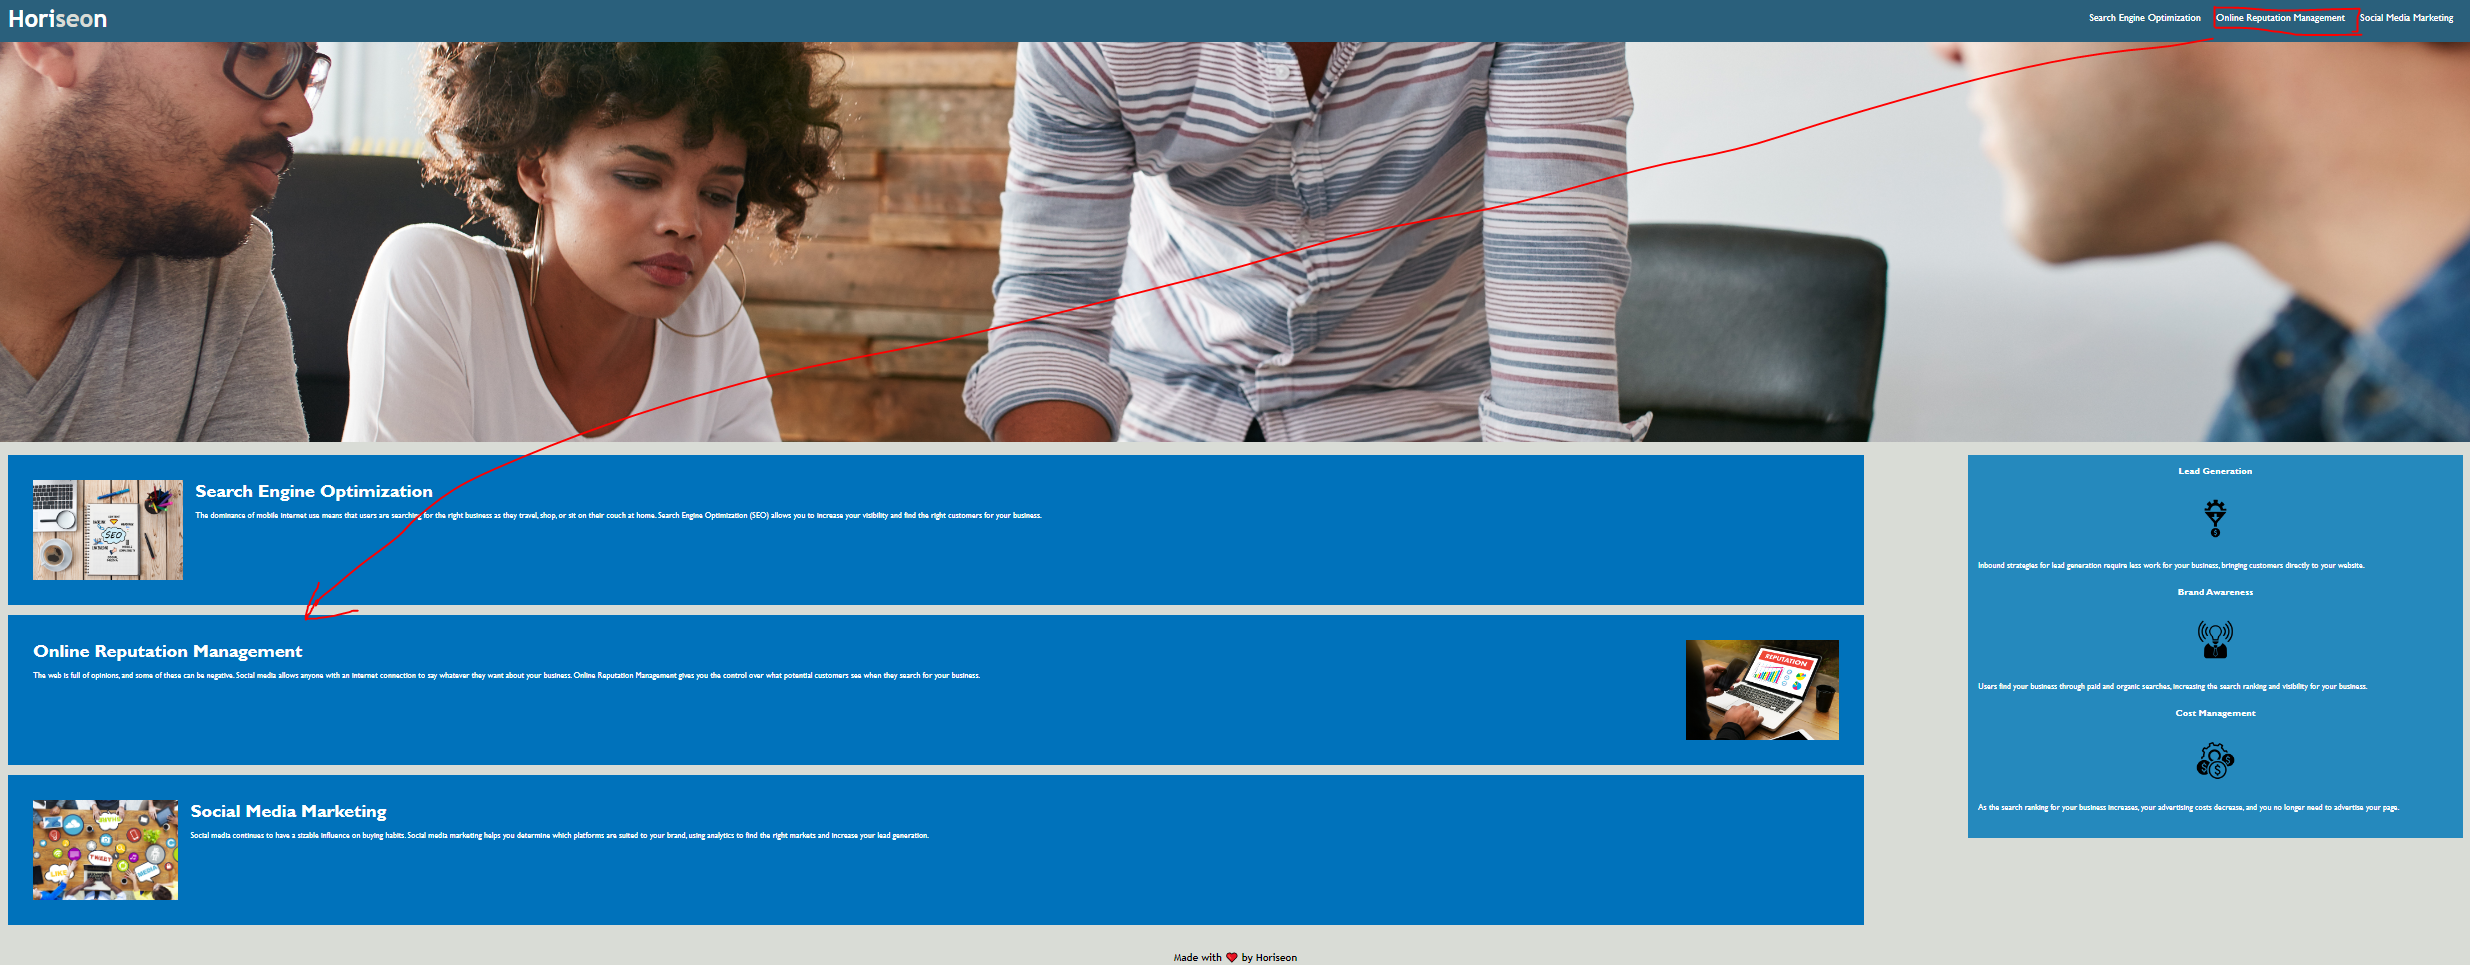 Horiseon
Search Engine Optimization Online Reputation Management Social Media Marketing
SEO
Search Engine Optimization
The dominance of mobile internet use means that users are searching for the right business as they travel, shop, or sit on their couch at home. Search Engine Optimization (SEO) allows you to increase your visibility and find the right customers for your business.
Online Reputation Management
The web is full of opinions, and some of these can be negative. Social media allows anyone with an internet connection to say whatever they want about your business. Online Reputation Management gives you the control over what potential customers see when they search for your business.
REPUTATION
TWEET
LIKE
MEDIA
Social Media Marketing
Social media continues to have a sizable influence on buying habits. Social media marketing helps you determine which platforms are suited to your brand, using analytics to find the right markets and increase your lead generation.
Lead Generation
Inbound strategies for lead generation require less work for your business, bringing customers directly to your website.
Brand Awareness
Users find your business through paid and organic searches, increasing the search ranking and visibility for your business.
Cost Management
As the search ranking for your business increases, your advertising costs decrease, and you no longer need to advertise your page.
Made with ❤️ by Horiseon